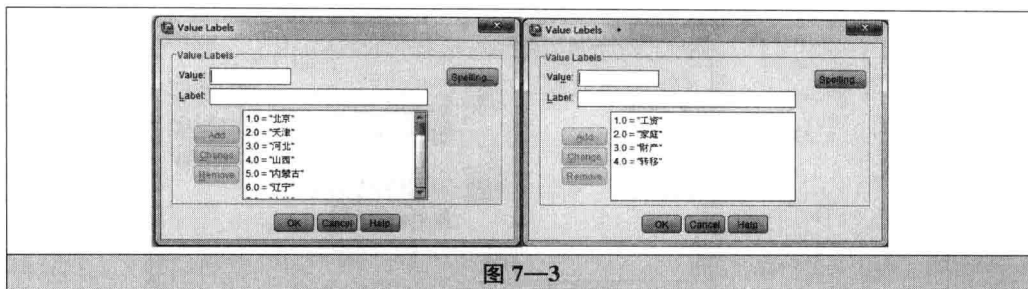 Value Labels
Value Labels
Value:
Spelling...
Label:
Add
Change
Remove
1.0 = "北京"
2.0 = "天津"
3.0 = "河北"
4.0 = "山西"
5.0 = "内蒙古"
6.0 = "辽宁"
OK Cancel Help
Value Labels
Value Labels
Value:
Spelling...
Label:
Add
Change
Remove
1.0 = "工资"
2.0 = "家庭"
3.0 = "财产"
4.0 = "转移"
OK Cancel Help
图 7—3